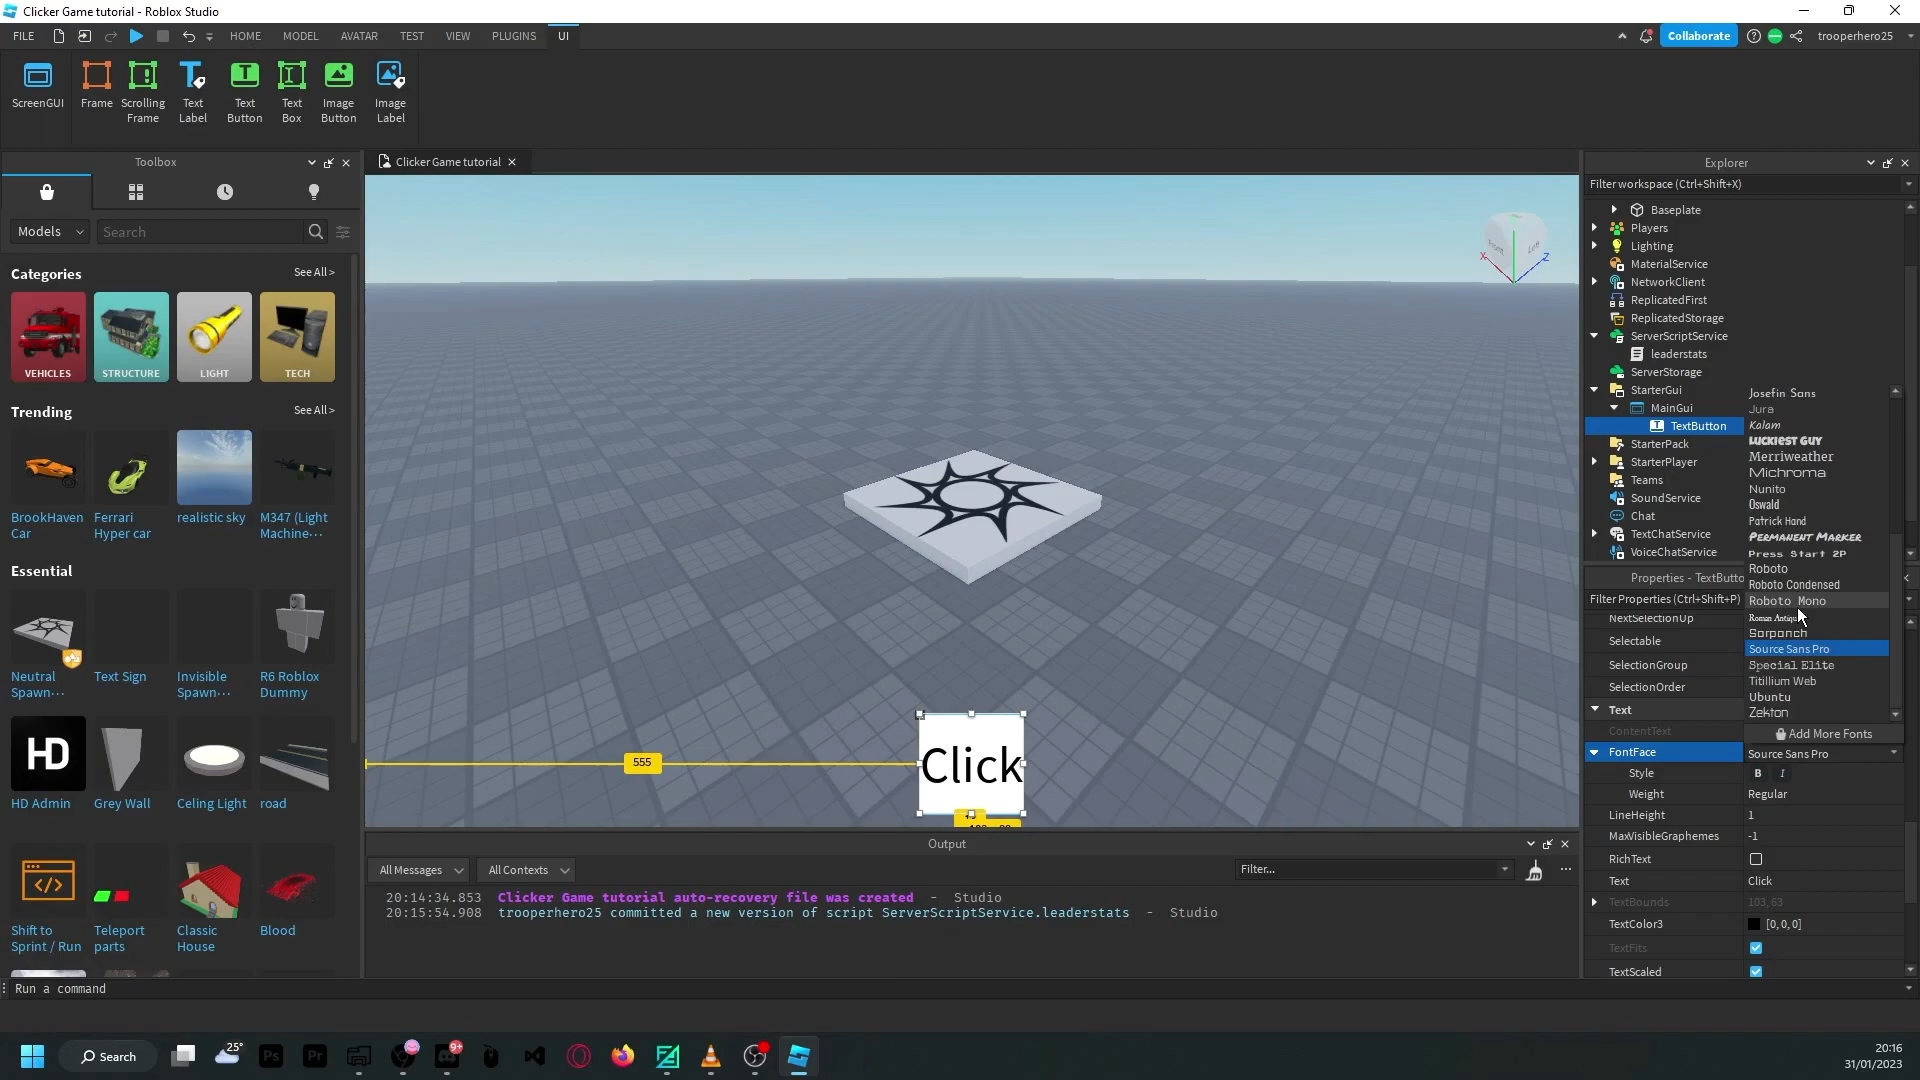 Clicker Game tutorial - Roblox Studio
FILE
HOME
MODEL
AVATAR
TEST
VIEW
PLUGINS
UI
Collaborate
trooperhero25
ScreenGUI
Frame
Scrolling
Frame
Text
Label
Text
Button
Text
Box
Image
Button
Image
Label
Toolbox
Models
Search
Categories
See All >
VEHICLES
STRUCTURE
LIGHT
TECH
Trending
See All >
BrookHaven
Car
Ferrari
Hyper car
realistic sky
M347 (Light
Machine···
Essential
Neutral
Spawn···
Text Sign
Invisible
Spawn···
R6 Roblox
Dummy
HD
HD Admin
Grey Wall
Celing Light
road
Shift to
Sprint / Run
Teleport
parts
Classic
House
Blood
Clicker Game tutorial
Front
Left
X
Z
555
Click
Output
All Messages
All Contexts
Filter...
20:14:34.853 Clicker Game tutorial auto-recovery file was created - Studio
20:15:54.908 trooperhero25 committed a new version of script ServerScriptService.leaderstats - Studio
Explorer
Filter workspace (Ctrl+Shift+X)
Baseplate
Players
Lighting
MaterialService
NetworkClient
ReplicatedFirst
ReplicatedStorage
ServerScriptService
leaderstats
ServerStorage
StarterGui
MainGui
TextButton
StarterPack
StarterPlayer
Teams
SoundService
Chat
TextChatService
VoiceChatService
Josefin Sans
Jura
Kalam
Luckiest Guy
Merriweather
Michroma
Nunito
Oswald
Patrick Hand
Permanent Marker
Press Start 2P
Roboto
Roboto Condensed
Roboto Mono
Sarpanch
Source Sans Pro
Special Elite
Titillium Web
Ubuntu
Zekton
Add More Fonts
Properties - TextButto
Filter Properties (Ctrl+Shift+P)
NextSelectionUp
Selectable
SelectionGroup
SelectionOrder
Text
ContentText
FontFace
Source Sans Pro
Style
B
I
Weight
Regular
LineHeight
1
MaxVisibleGraphemes
-1
RichText
Text
Click
TextBounds
103, 63
TextColor3
[0, 0, 0]
TextFits
TextScaled
Run a command
Search
25°
Ps
Pr
9+
20:16
31/01/2023